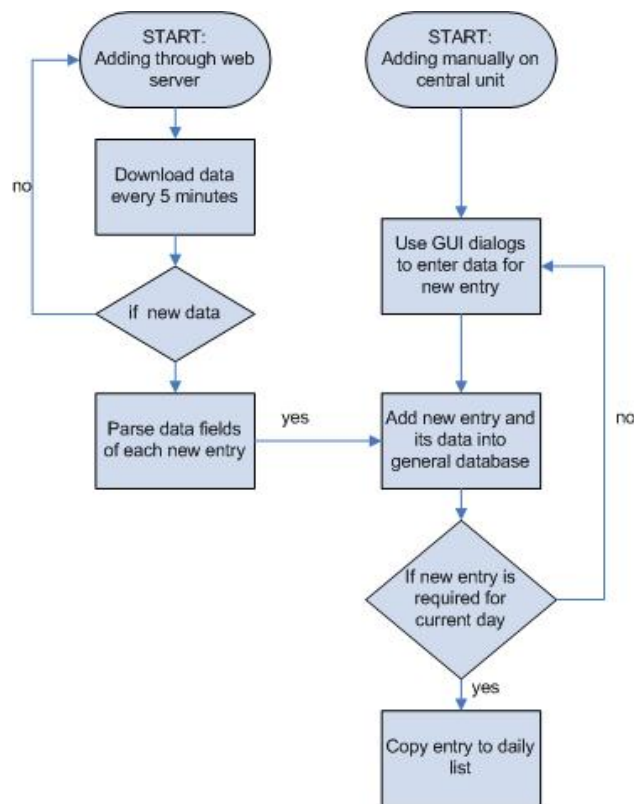 START:
Adding through web
server
START:
Adding manually on
central unit
Download data
every 5 minutes
no
Use GUI dialogs
to enter data for
new entry
if new data
Parse data fields
of each new entry
yes
Add new entry and
its data into
general database
no
If new entry is
required for
current day
yes
Copy entry to daily
list